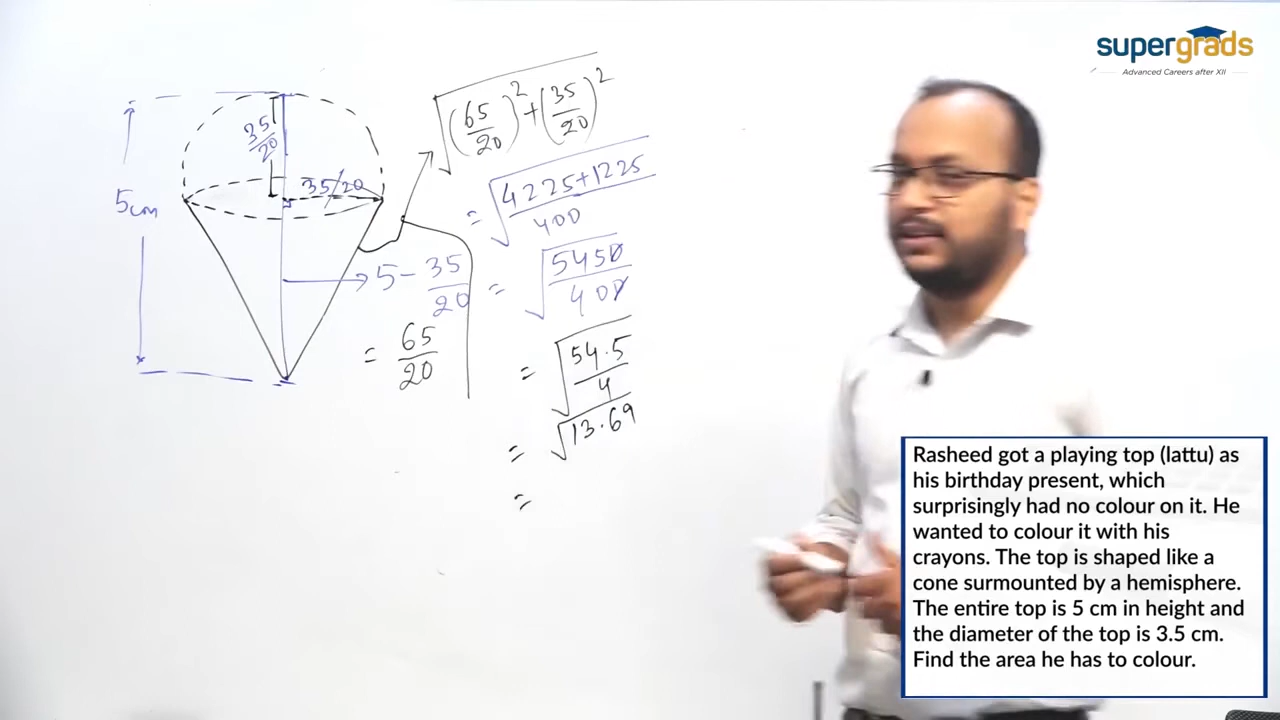 supergrads
Advanced Careers after XII
5cm
35/20
35/20
5 - 35/20
= 65/20
√((65/20)² + (35/20)²)
= √((4225+1225)/400)
= √(5450/400)
= √(54.5/4)
= √13.69
=
Rasheed got a playing top (lattu) as
his birthday present, which
surprisingly had no colour on it. He
wanted to colour it with his
crayons. The top is shaped like a
cone surmounted by a hemisphere.
The entire top is 5 cm in height and
the diameter of the top is 3.5 cm.
Find the area he has to colour.